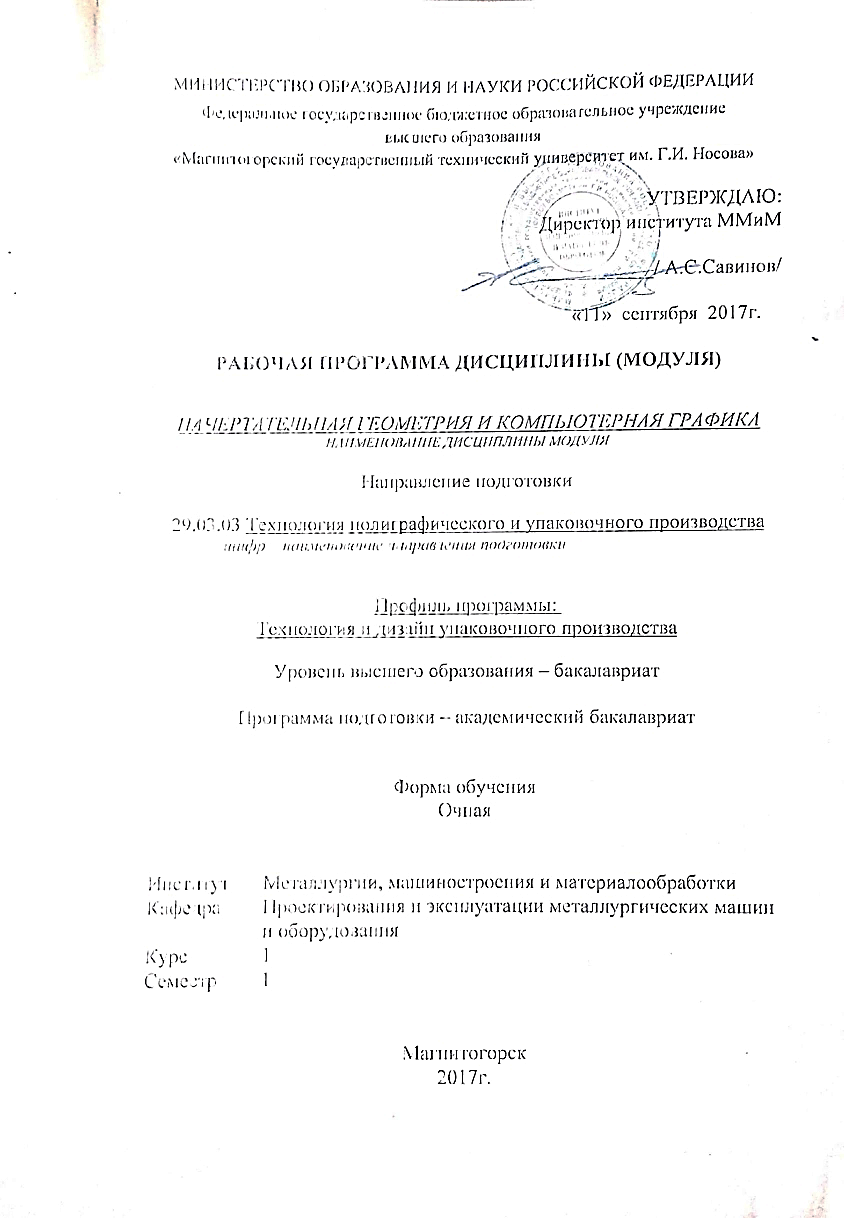 МИНИСТЕРСТВО ОБРАЗОВАНИЯ И НАУКИ РОССИЙСКОЙ ФЕДЕРАЦИИ
Федеральное государственное бюджетное образовательное учреждение
высшего образования
«Магнитогорский государственный технический университет им. Г.И. Носова»
УТВЕРЖДАЮ:
Директор института ММиМ
/ А.С.Савинов/
«11» сентября 2017г.
РАБОЧАЯ ПРОГРАММА ДИСЦИПЛИНЫ (МОДУЛЯ)
НАЧЕРТАТЕЛЬНАЯ ГЕОМЕТРИЯ И КОМПЬЮТЕРНАЯ ГРАФИКА
НАИМЕНОВАНИЕ ДИСЦИПЛИНЫ МОДУЛЯ
Направление подготовки
29.03.03 Технология полиграфического и упаковочного производства
шифр наименование направления подготовки
Профиль программы:
Технология и дизайн упаковочного производства
Уровень высшего образования – бакалавриат
Программа подготовки – академический бакалавриат
Форма обучения
Очная
Институт Металлургии, машиностроения и материалообработки
Кафедра Проектирования и эксплуатации металлургических машин
и оборудования
Курс 1
Семестр 1
Магнитогорск
2017г.